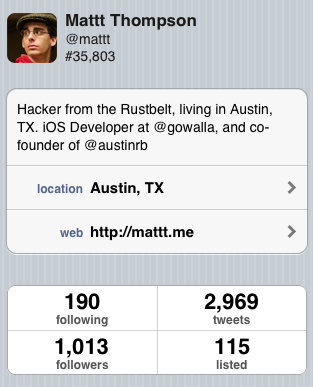 Mattt Thompson
@mattt
#35,803
Hacker from the Rustbelt, living in Austin,
TX. iOS Developer at @gowalla, and co-
founder of @austinrb
location Austin, TX
web http://mattt.me
190 2,969
following tweets
1,013 115
followers listed